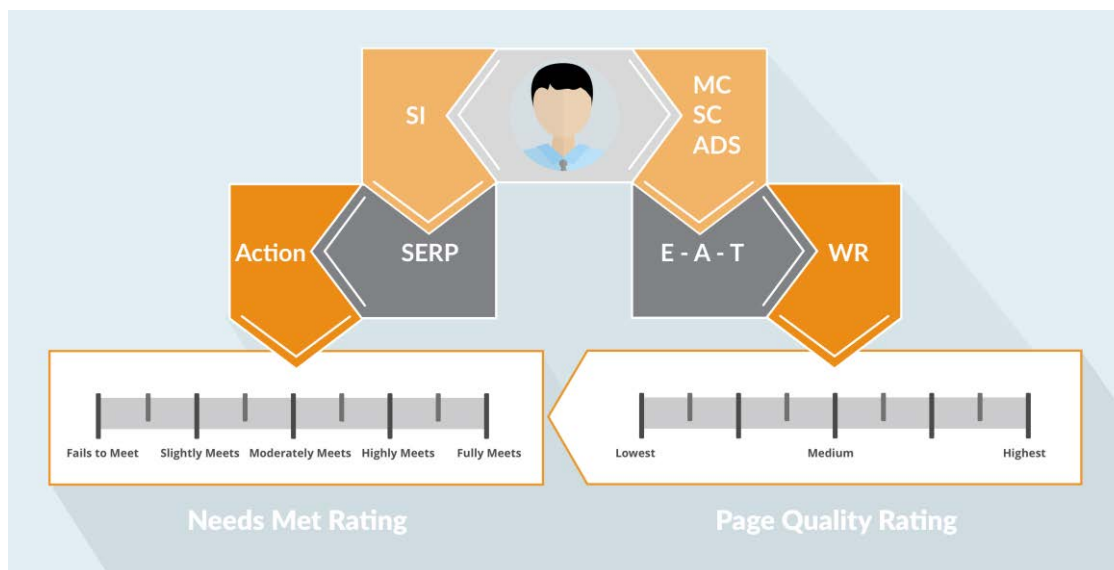 SI
MC
SC
ADS
Action
SERP
E - A - T
WR
Fails to Meet
Slightly Meets
Moderately Meets
Highly Meets
Fully Meets
Lowest
Medium
Highest
Needs Met Rating
Page Quality Rating